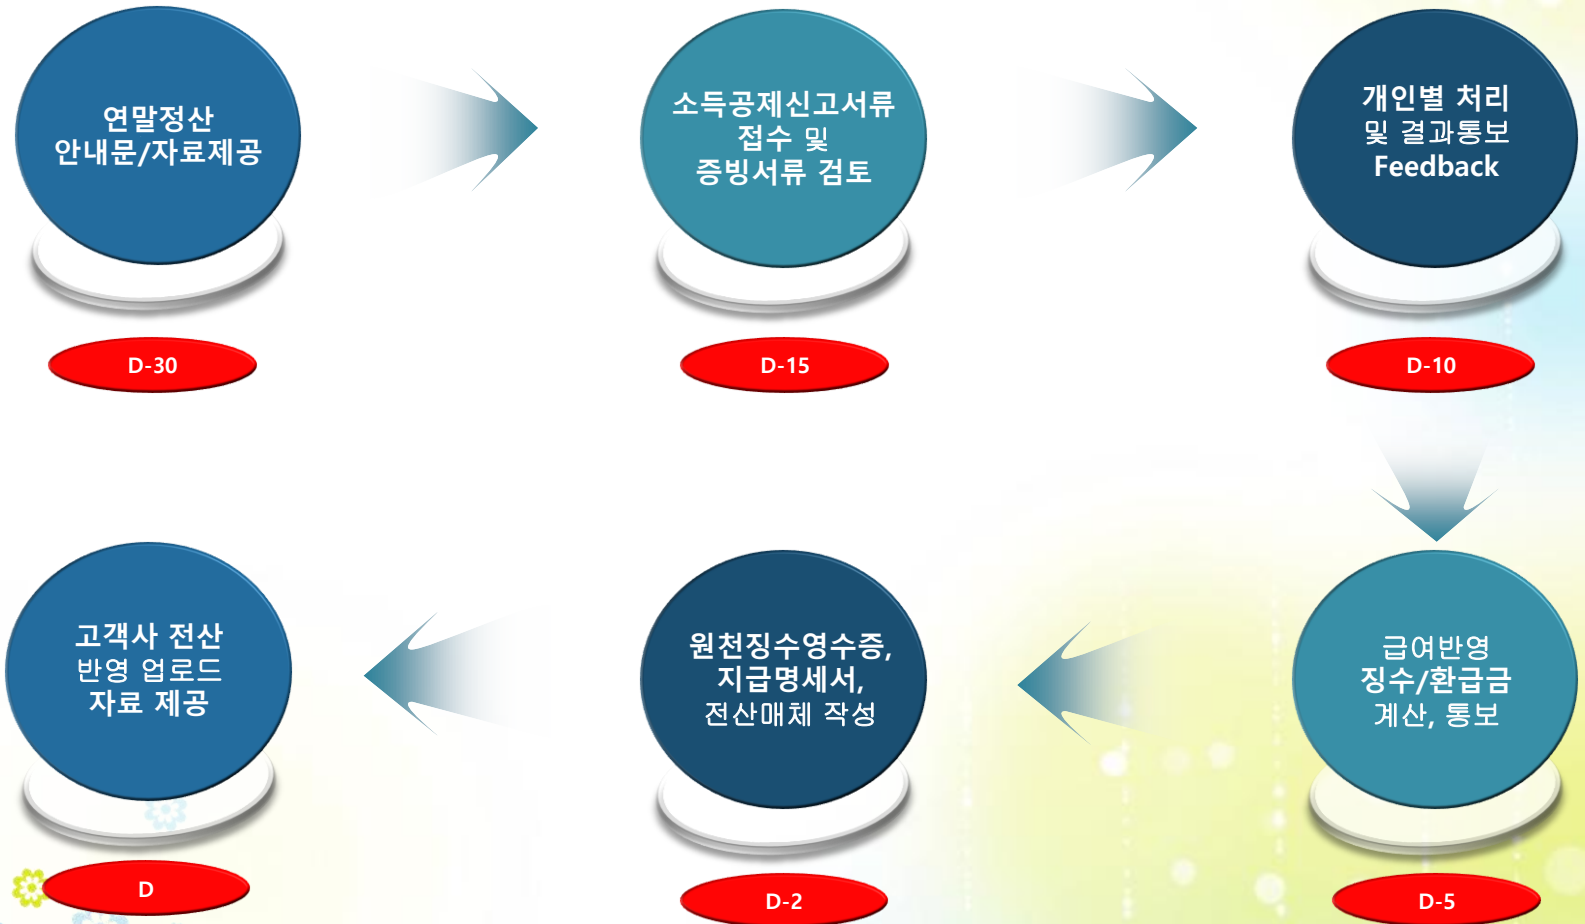 연말정산
안내문/자료제공
D-30
소득공제신고서류
접수 및
증빙서류 검토
D-15
개인별 처리
및 결과통보
Feedback
D-10
급여반영
징수/환급금
계산, 통보
D-5
원천징수영수증,
지급명세서,
전산매체 작성
D-2
고객사 전산
반영 업로드
자료 제공
D